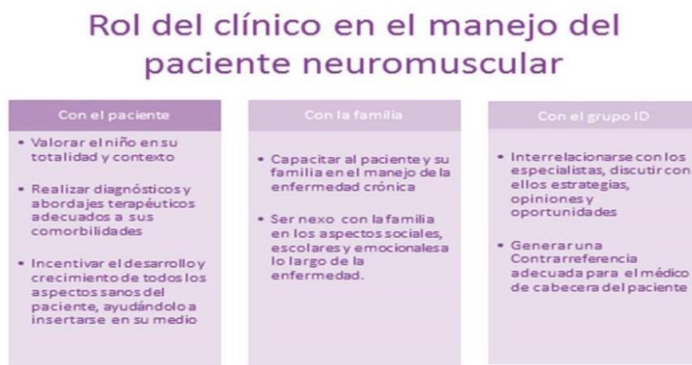 Rol del clínico en el manejo del
paciente neuromuscular
Con el paciente
• Valorar el niño en su
totalidad y contexto
• Realizar diagnósticos y
abordajes terapéuticos
adecuados a sus
comorbilidades
• Incentivar el desarrollo y
crecimiento de todos los
aspectos sanos del
paciente, ayudándolo a
insertarse en su medio
Con la familia
• Capacitar al paciente y su
familia en el manejo de la
enfermedad crónica
• Ser nexo con la familia
en los aspectos sociales,
escolares y emocionales a
lo largo de la
enfermedad.
Con el grupo ID
• Interrelacionarse con los
especialistas, discutir con
ellos estrategias,
opiniones y
oportunidades
• Generar una
Contrarreferencia
adecuada para el médico
de cabecera del paciente